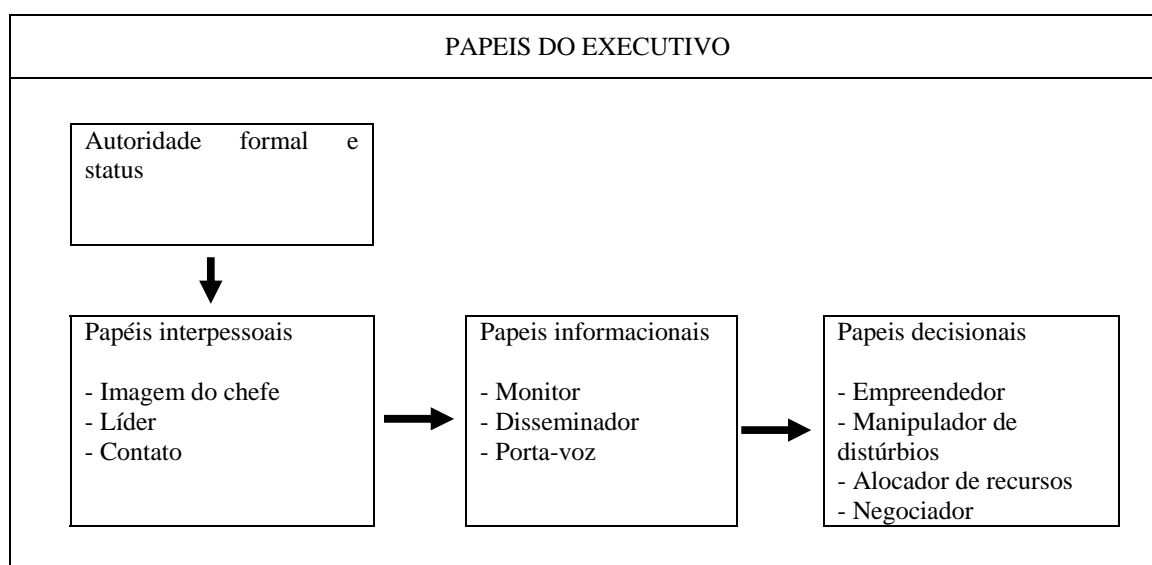 PAPEIS DO EXECUTIVO
Autoridade formal e
status
Papéis interpessoais
- Imagem do chefe
- Líder
- Contato
Papeis informacionais
- Monitor
- Disseminador
- Porta-voz
Papeis decisionais
- Empreendedor
- Manipulador de
distúrbios
- Alocador de recursos
- Negociador